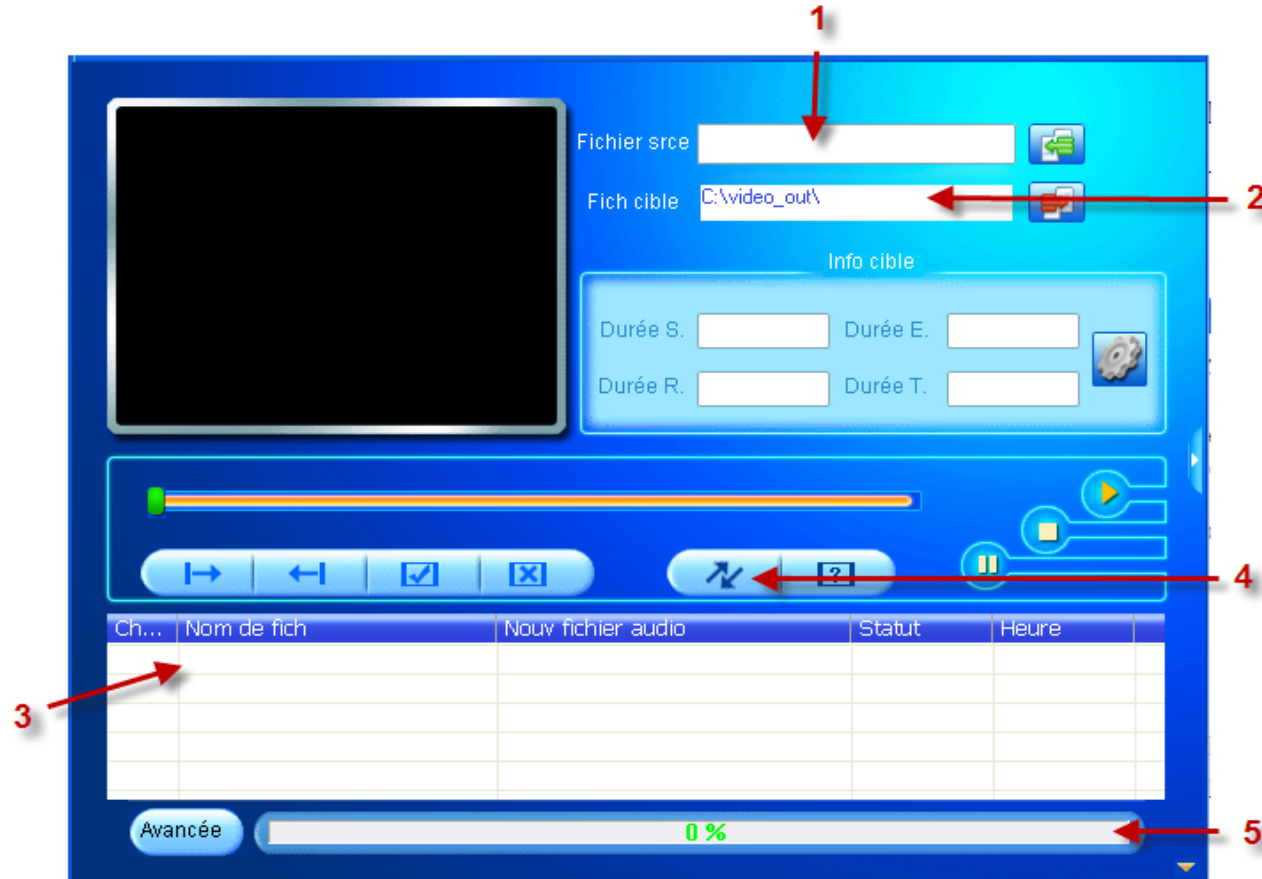 1
Fichier srce
Fich cible C:\video_out\
2
Info cible
Durée S. Durée E.
Durée R. Durée T.
4
Ch... Nom de fich Nouv fichier audio Statut Heure
3
Avancée 0 %
5